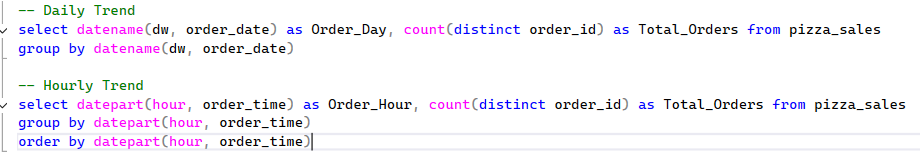 -- Daily Trend
select datename(dw, order_date) as Order_Day, count(distinct order_id) as Total_Orders from pizza_sales
group by datename(dw, order_date)
-- Hourly Trend
select datepart(hour, order_time) as Order_Hour, count(distinct order_id) as Total_Orders from pizza_sales
group by datepart(hour, order_time)
order by datepart(hour, order_time)